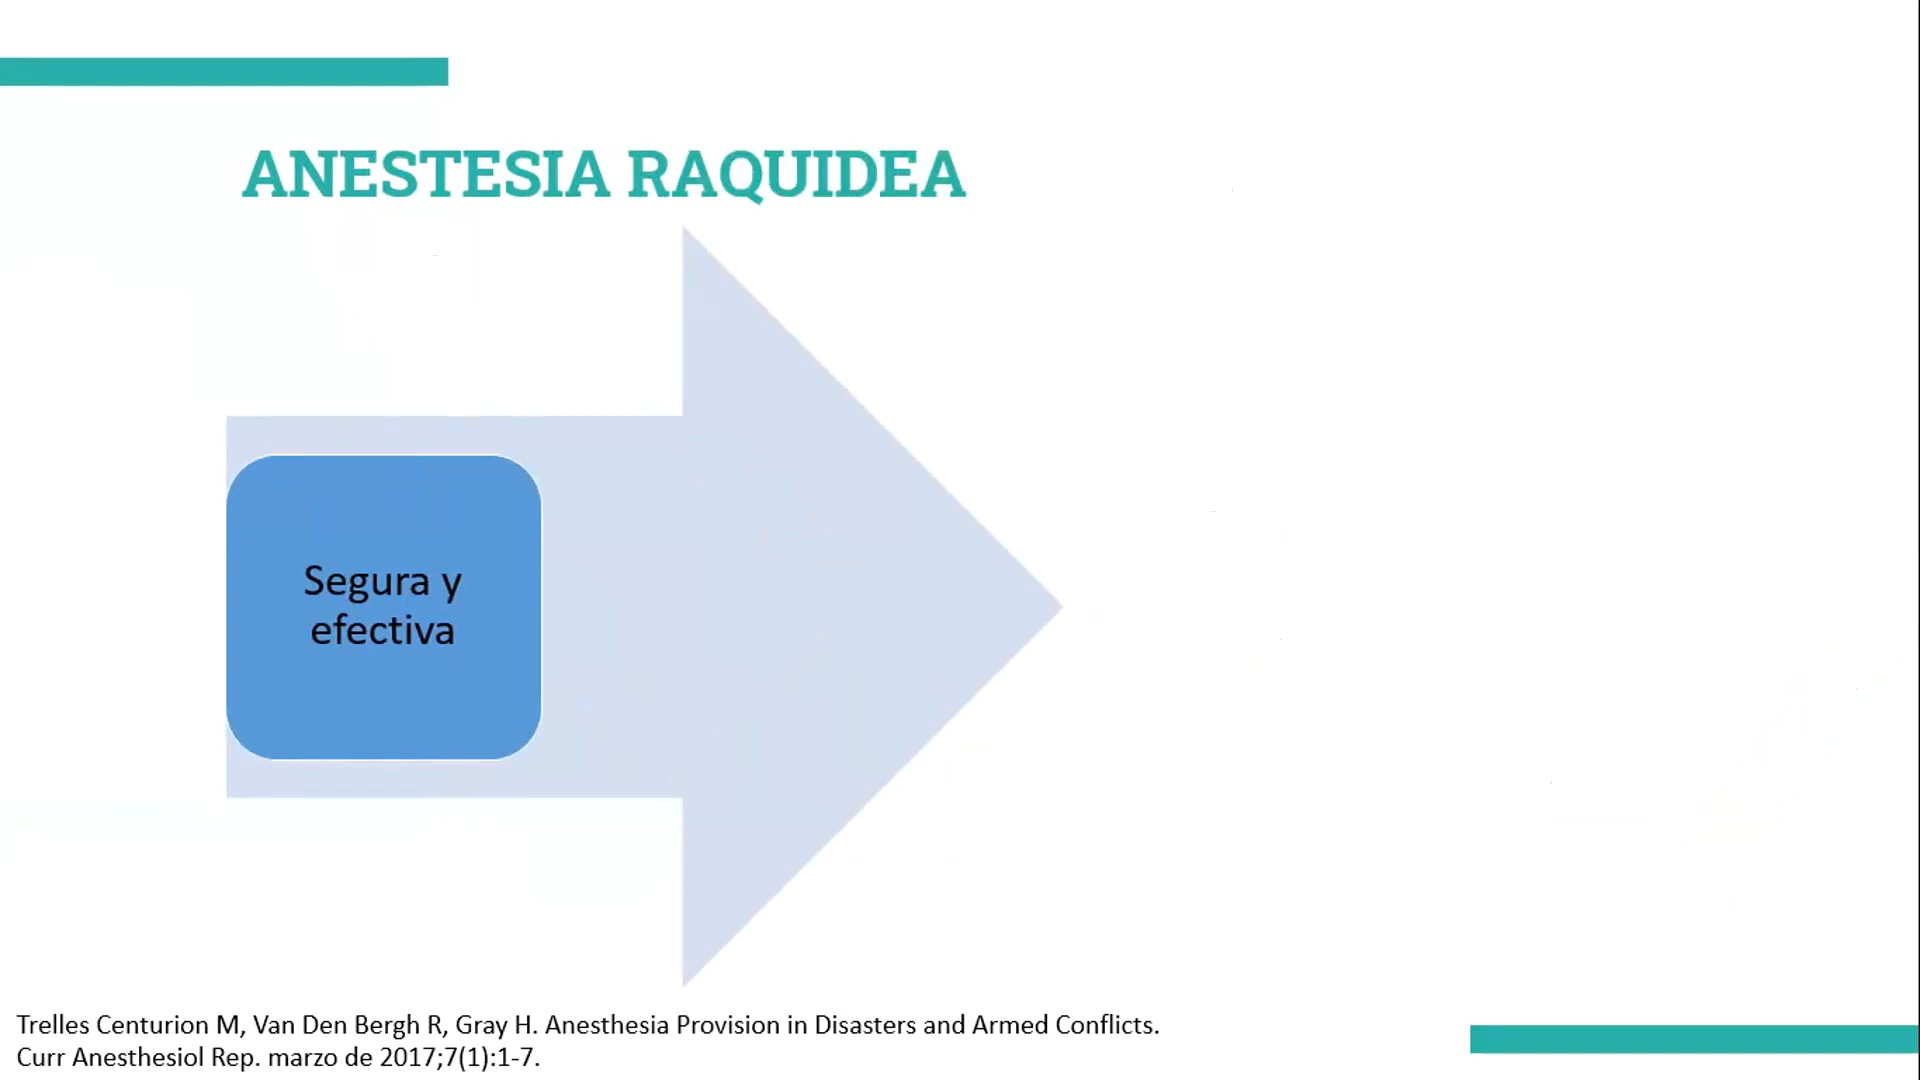 ANESTESIA RAQUIDEA
Segura y
efectiva
Trelles Centurion M, Van Den Bergh R, Gray H. Anesthesia Provision in Disasters and Armed Conflicts.
Curr Anesthesiol Rep. marzo de 2017;7(1):1-7.